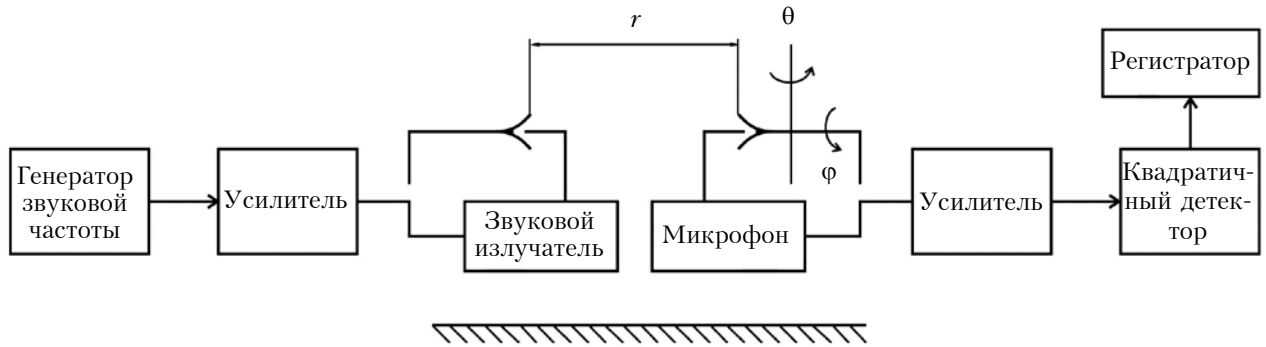 r
θ
φ
Генератор
звуковой
частоты
Усилитель
Звуковой
излучатель
Микрофон
Усилитель
Квадратич-
ный детек-
тор
Регистратор